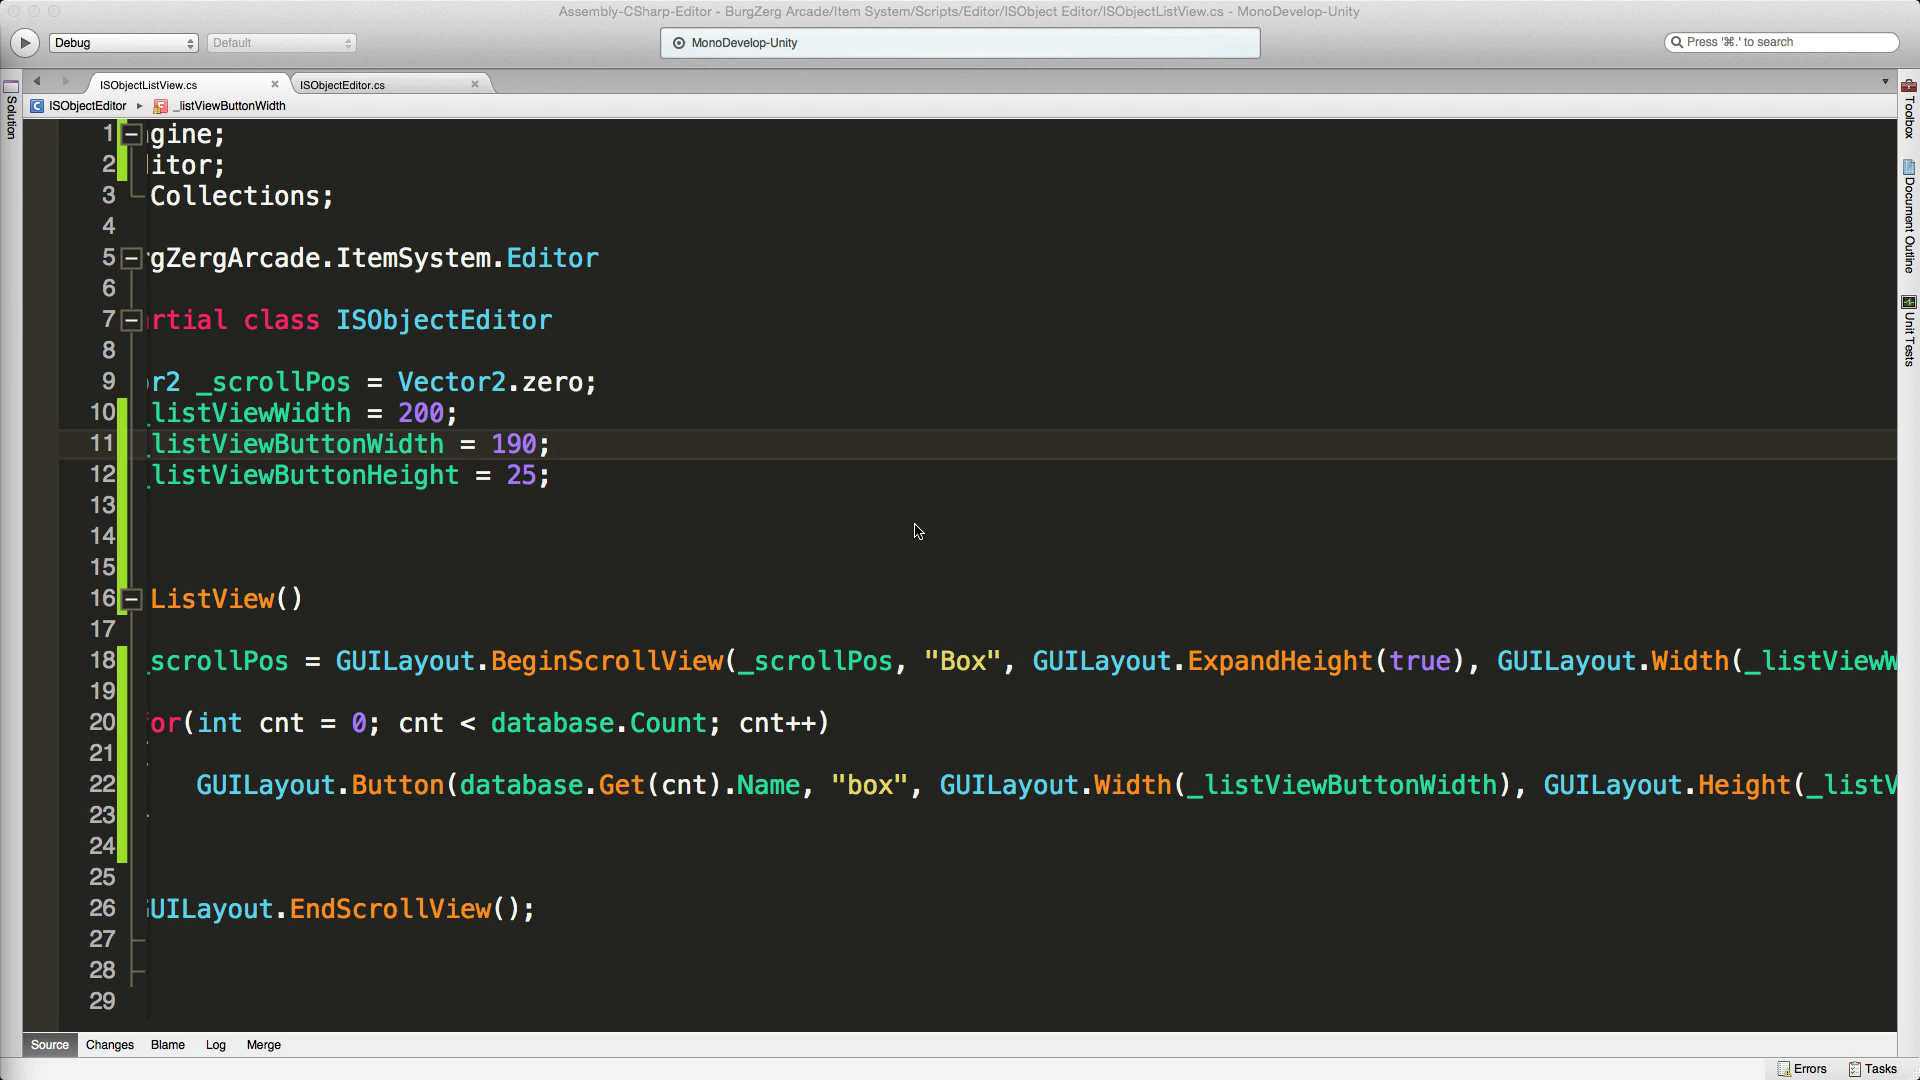 Assembly-CSharp-Editor - BurgZerg Arcade/Item System/Scripts/Editor/ISObject Editor/ISObjectListView.cs - MonoDevelop-Unity
Debug
Default
MonoDevelop-Unity
Press '⌘.' to search
ISObjectListView.cs
ISObjectEditor.cs
ISObjectEditor
_listViewButtonWidth
Solution
Toolbox
Document Outline
Unit Tests
1 gine;
2 itor;
3 Collections;
4
5 gZergArcade.ItemSystem.Editor
6
7 rtial class ISObjectEditor
8
9 r2 _scrollPos = Vector2.zero;
10 _listViewWidth = 200;
11 _listViewButtonWidth = 190;
12 _listViewButtonHeight = 25;
13
14
15
16 ListView()
17
18 _scrollPos = GUILayout.BeginScrollView(_scrollPos, "Box", GUILayout.ExpandHeight(true), GUILayout.Width(_listViewW
19
20 or(int cnt = 0; cnt < database.Count; cnt++)
21
22 GUILayout.Button(database.Get(cnt).Name, "box", GUILayout.Width(_listViewButtonWidth), GUILayout.Height(_listV
23
24
25
26 GUILayout.EndScrollView();
27
28
29
Source
Changes
Blame
Log
Merge
Errors
Tasks